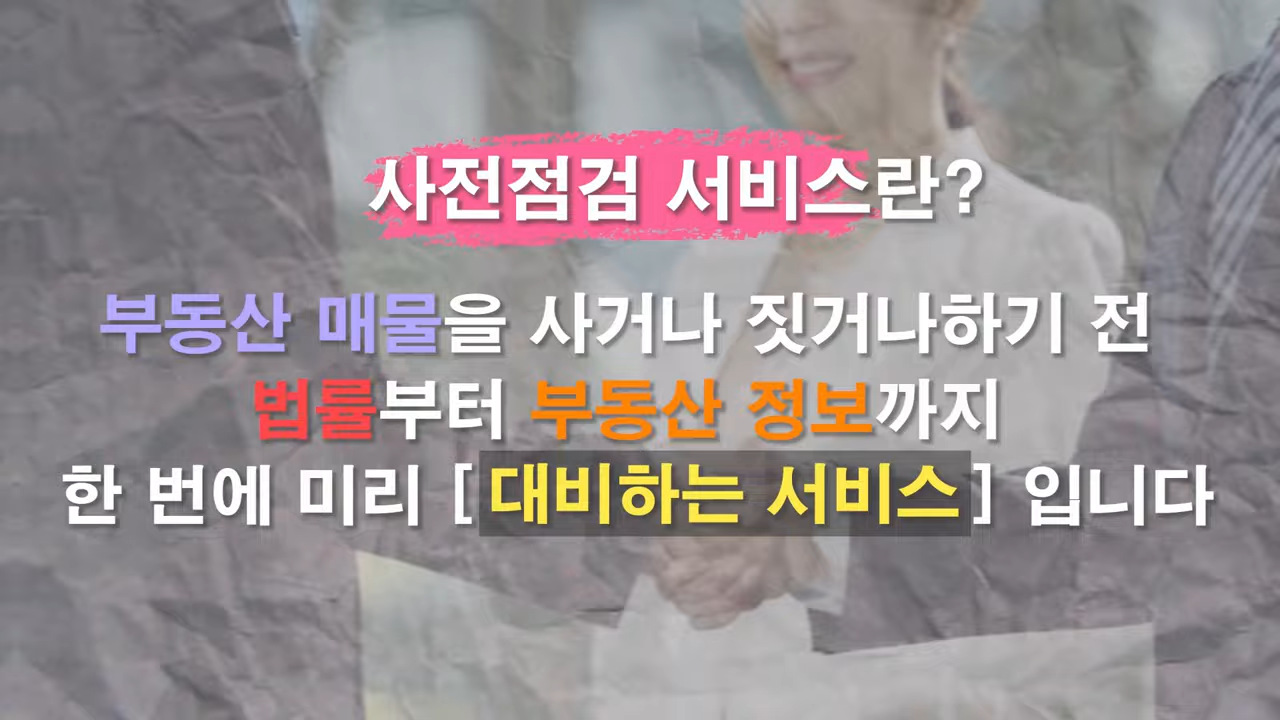 사전점검 서비스란?
부동산 매물을 사거나 짓거나하기 전
법률부터 부동산 정보까지
한 번에 미리 [대비하는 서비스] 입니다